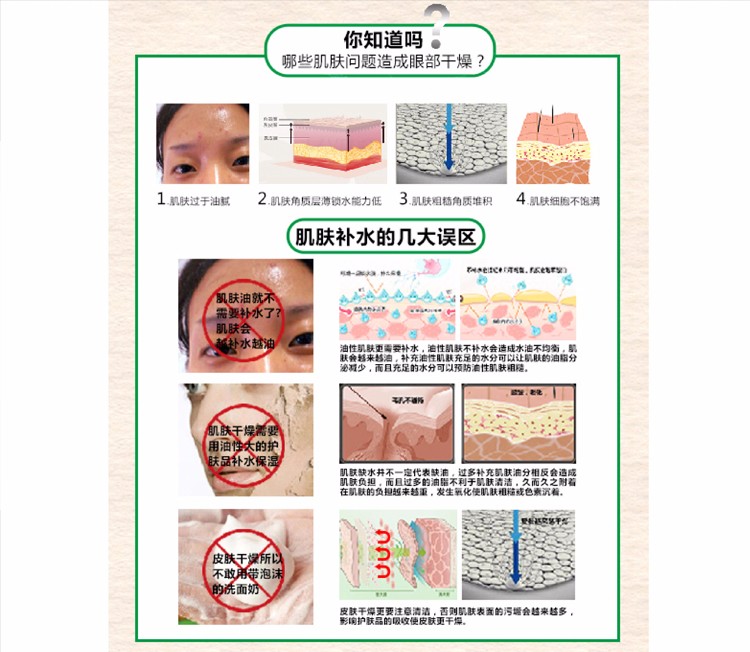 你知道吗?
哪些肌肤问题造成眼部干燥？
1.肌肤过于油腻
2.肌肤角质层薄锁水能力低
3.肌肤粗糙角质堆积
4.肌肤细胞不饱满
肌肤补水的几大误区
肌肤油就不
需要补水了?
肌肤会
越补水越油
油性肌肤更需要补水，油性肌肤不补水会造成水油不均衡，肌
肤会越来越油，补充油性肌肤充足的水分可以让肌肤的油脂分
泌减少，而且充足的水分可以预防油性肌肤粗糙。
肌肤干燥需要
用油性大的护
肤品补水保湿
肌肤缺水并不一定代表缺油，过多补充肌肤油分相反会造成
肌肤负担，而且过多的油脂不利于肌肤清洁，久而久之附着
在肌肤的负担越来越重，发生氧化使肌肤粗糙或色素沉着。
皮肤干燥所以
不敢用带泡沫
的洗面奶
皮肤干燥更要注意清洁，否则肌肤表面的污垢会越来越多，
影响护肤品的吸收使皮肤更干燥。